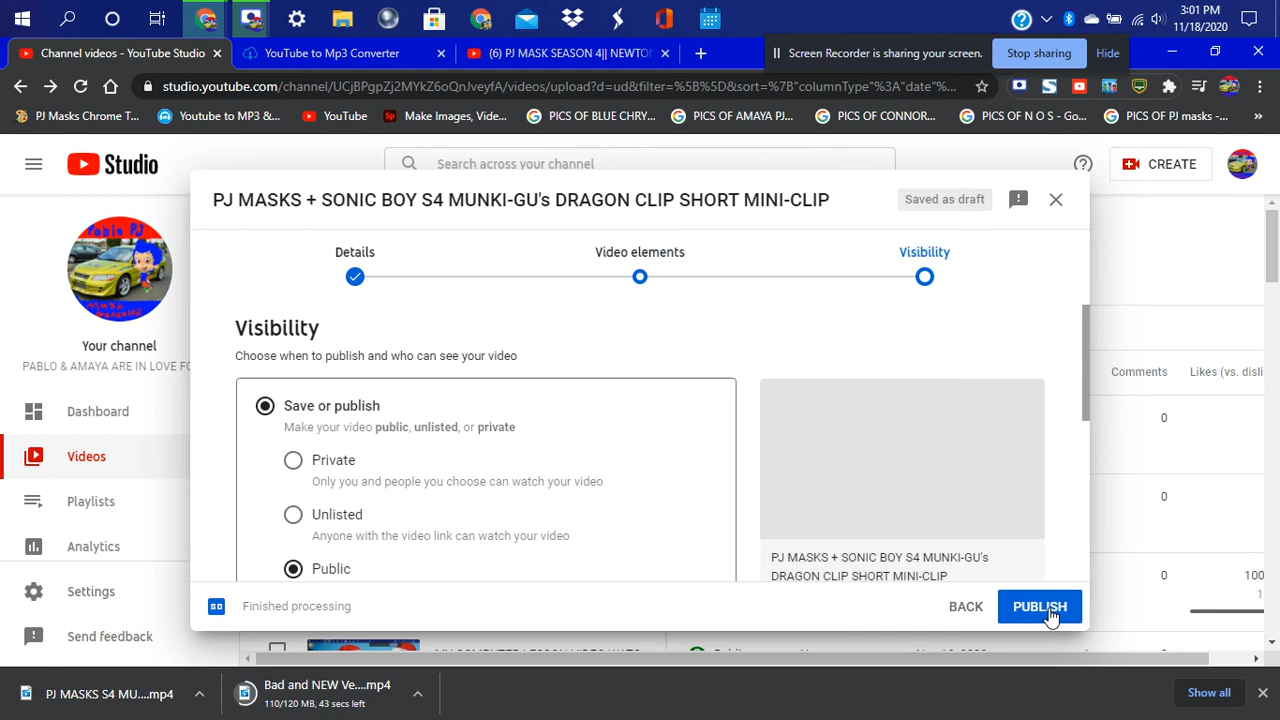 3:01 PM
11/18/2020
Channel videos - YouTube Studio
YouTube to Mp3 Converter
(6) PJ MASK SEASON 4|| NEWTON
Screen Recorder is sharing your screen.
Stop sharing
Hide
studio.youtube.com/channel/UCjBPgpZj2MYkZ6oQnJveyfA/videos/upload?d=ud&filter=%5B%5D&sort=%7B"columnType"%3A"date"%...
PJ Masks Chrome T...
Youtube to MP3 &...
YouTube
Sp
Make Images, Vide...
PICS OF BLUE CHRY...
PICS OF AMAYA PJ...
PICS OF CONNOR...
PICS OF N O S - Go...
PICS OF PJ masks -...
»
Studio
Search across your channel
CREATE
Pablo PJ
Your channel
PABLO & AMAYA ARE IN LOVE FO
Dashboard
Videos
Playlists
Analytics
Settings
Send feedback
PJ MASKS + SONIC BOY S4 MUNKI-GU's DRAGON CLIP SHORT MINI-CLIP
Saved as draft
Details
Video elements
Visibility
Visibility
Choose when to publish and who can see your video
Save or publish
Make your video public, unlisted, or private
Private
Only you and people you choose can watch your video
Unlisted
Anyone with the video link can watch your video
Public
PJ MASKS + SONIC BOY S4 MUNKI-GU's
DRAGON CLIP SHORT MINI-CLIP
SD
Finished processing
BACK
PUBLISH
Comments
Likes (vs. disli
0
0
0
100
PJ MASKS S4 MU....mp4
Bad and NEW Ve....mp4
110/120 MB, 43 secs left
Show all